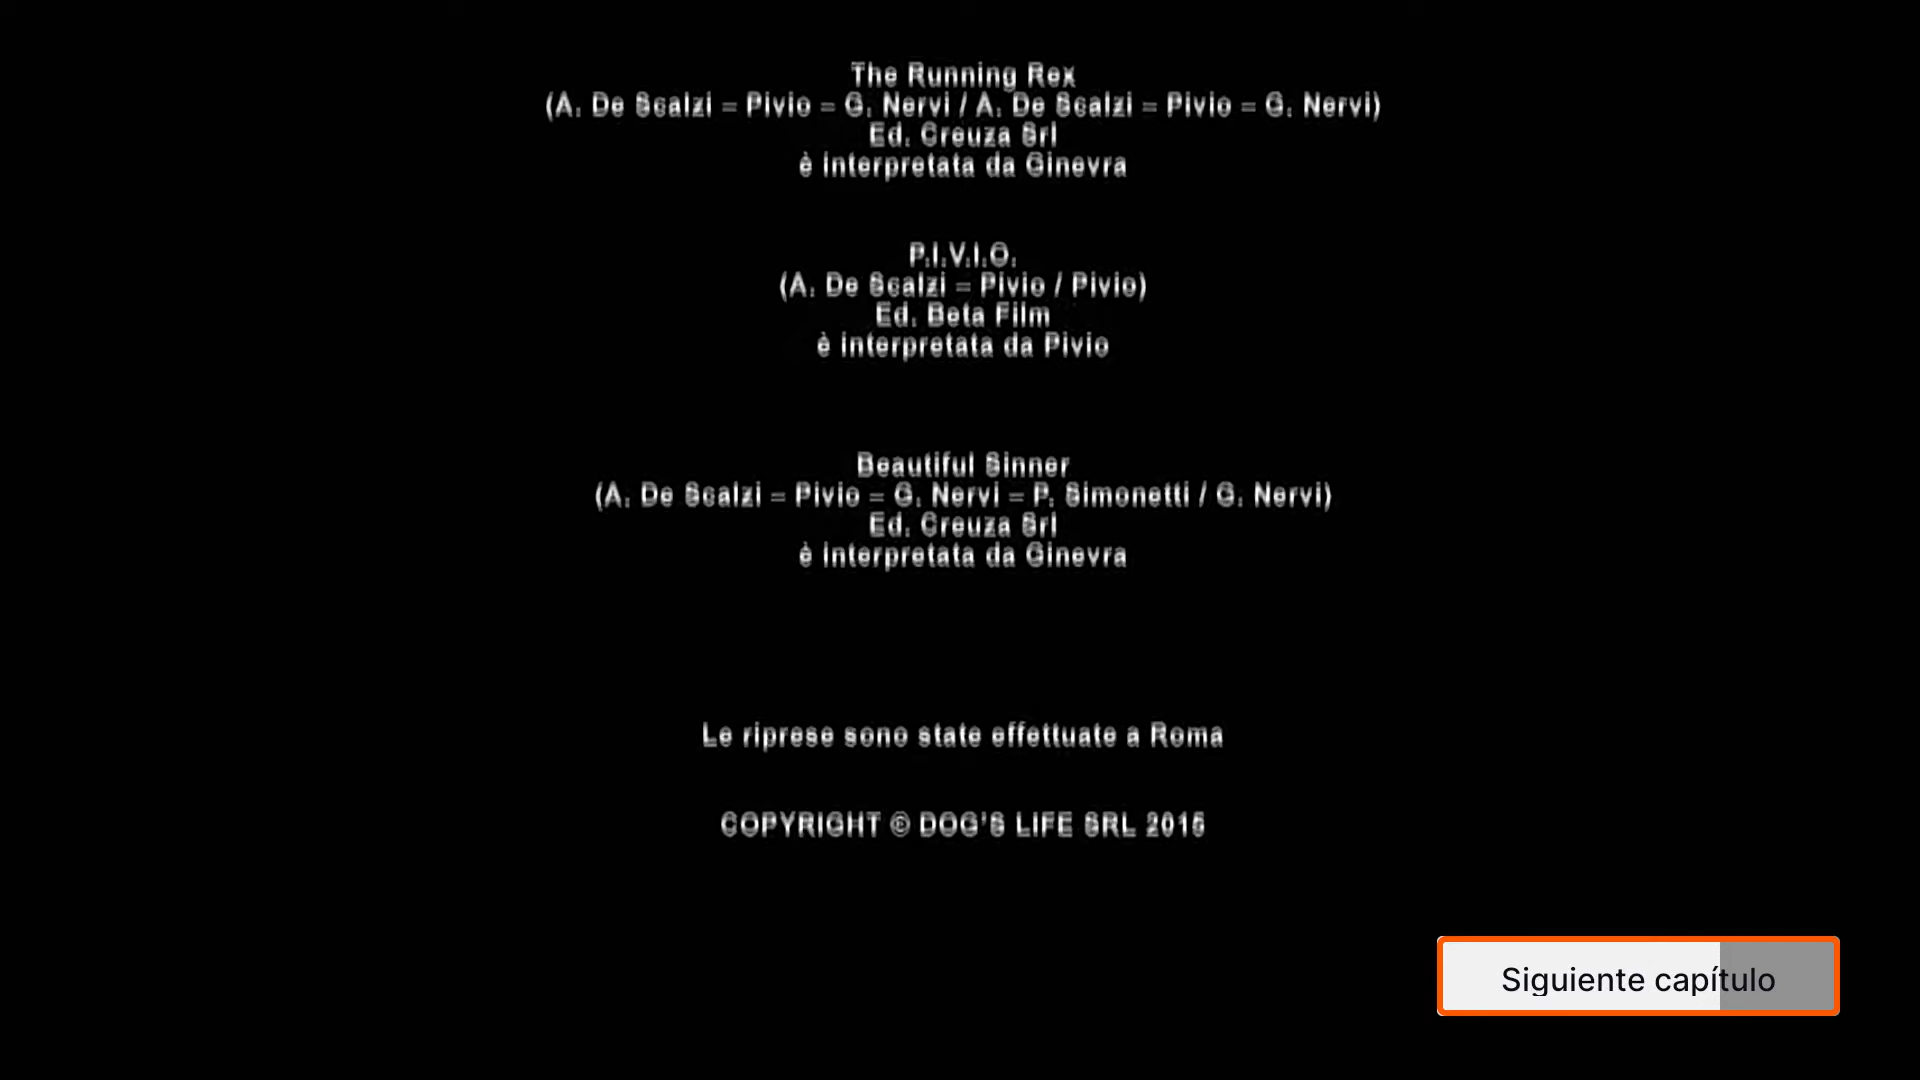 The Running Rex
(A. De Scalzi - Pivio - G. Nervi / A. De Scalzi - Pivio - G. Nervi)
Ed. Creuza Srl
è interpretata da Ginevra
P.I.V.I.O.
(A. De Scalzi - Pivio / Pivio)
Ed. Beta Film
è interpretata da Pivio
Beautiful Sinner
(A. De Scalzi - Pivio - G. Nervi - P. Simonetti / G. Nervi)
Ed. Creuza Srl
è interpretata da Ginevra
Le riprese sono state effettuate a Roma
COPYRIGHT © DOG'S LIFE SRL 2015
Siguiente capítulo